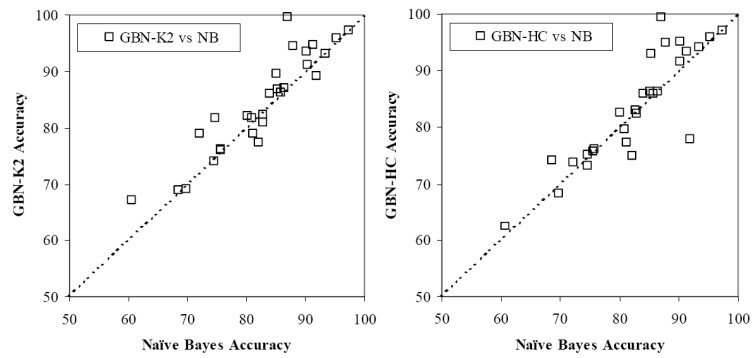 100
90
80
70
60
50
50 60 70 80 90 100
GBN-K2 Accuracy
Naïve Bayes Accuracy
GBN-K2 vs NB
100
90
80
70
60
50
50 60 70 80 90 100
GBN-HC Accuracy
Naïve Bayes Accuracy
GBN-HC vs NB